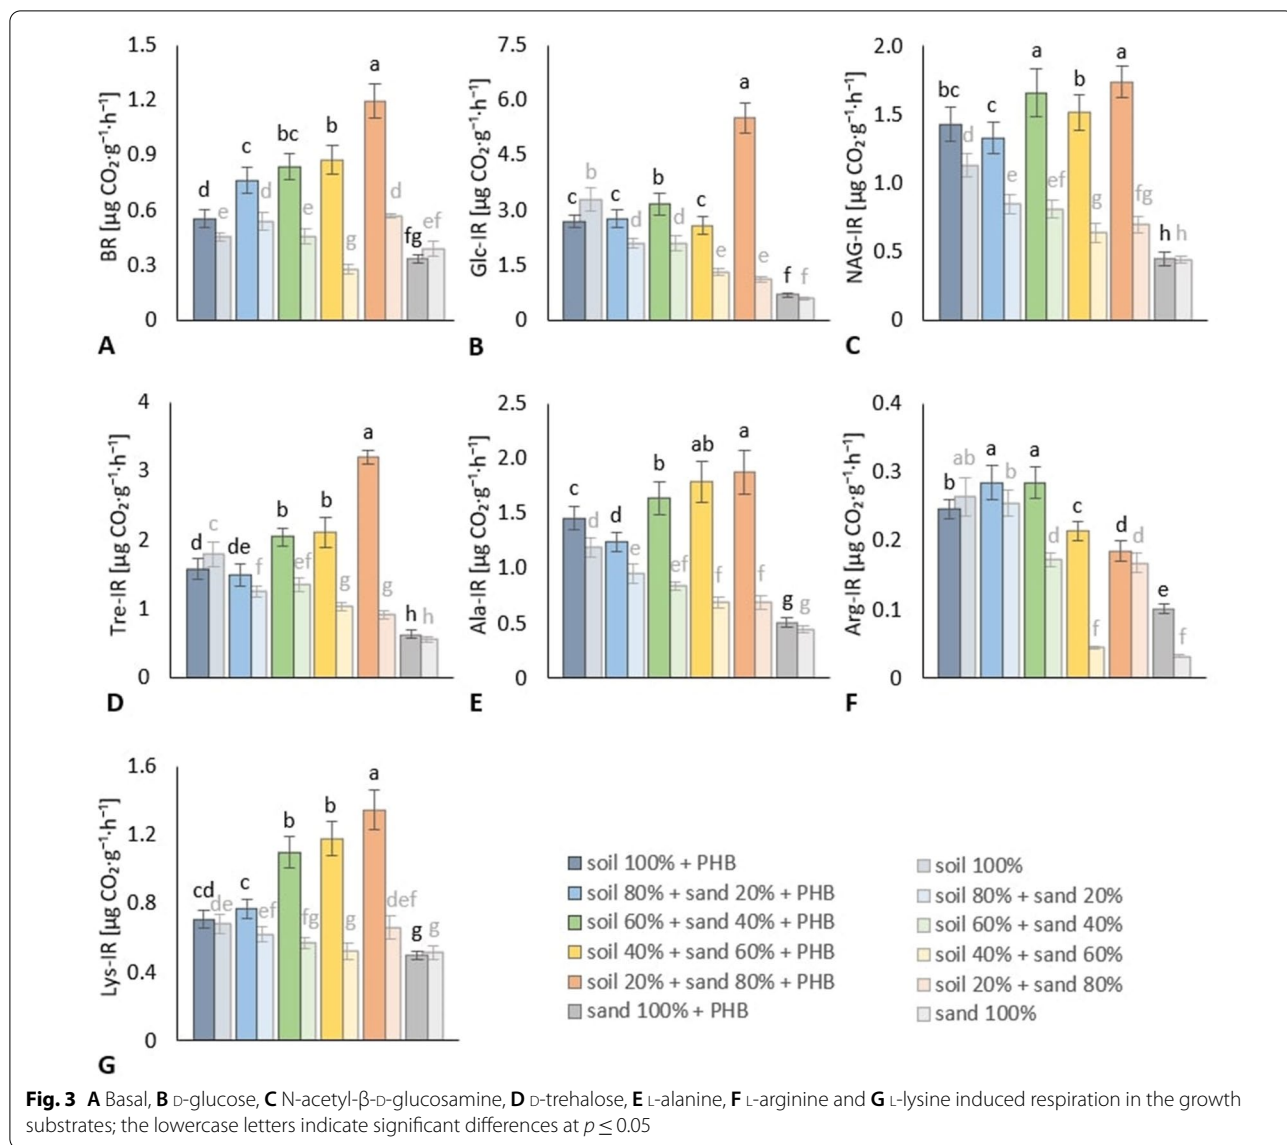 1.5
1.2
0.9
0.6
0.3
0
BR [µg CO₂·g⁻¹·h⁻¹]
d
e
c
d
bc
e
b
g
a
d
fg
ef
A
7.5
6.0
4.5
3.0
1.5
0
Glc-IR [µg CO₂·g⁻¹·h⁻¹]
c
b
c
d
b
d
c
e
a
e
f
f
B
2.0
1.5
1.0
0.5
0
NAG-IR [µg CO₂·g⁻¹·h⁻¹]
bc
d
c
e
a
ef
b
g
a
fg
h
h
C
4
3
2
1
0
Tre-IR [µg CO₂·g⁻¹·h⁻¹]
d
c
de
f
b
ef
b
g
a
g
h
h
D
2.5
2.0
1.5
1.0
0.5
0
Ala-IR [µg CO₂·g⁻¹·h⁻¹]
c
d
d
e
b
ef
ab
f
a
f
g
g
E
0.4
0.3
0.2
0.1
0
Arg-IR [µg CO₂·g⁻¹·h⁻¹]
b
ab
a
b
a
d
c
f
d
d
e
f
F
1.6
1.2
0.8
0.4
0
Lys-IR [µg CO₂·g⁻¹·h⁻¹]
cd
de
c
ef
b
fg
b
g
a
def
g
g
G
soil 100% + PHB
soil 80% + sand 20% + PHB
soil 60% + sand 40% + PHB
soil 40% + sand 60% + PHB
soil 20% + sand 80% + PHB
sand 100% + PHB
soil 100%
soil 80% + sand 20%
soil 60% + sand 40%
soil 40% + sand 60%
soil 20% + sand 80%
sand 100%
Fig. 3 A Basal, B D-glucose, C N-acetyl-β-D-glucosamine, D D-trehalose, E L-alanine, F L-arginine and G L-lysine induced respiration in the growth
substrates; the lowercase letters indicate significant differences at p ≤ 0.05